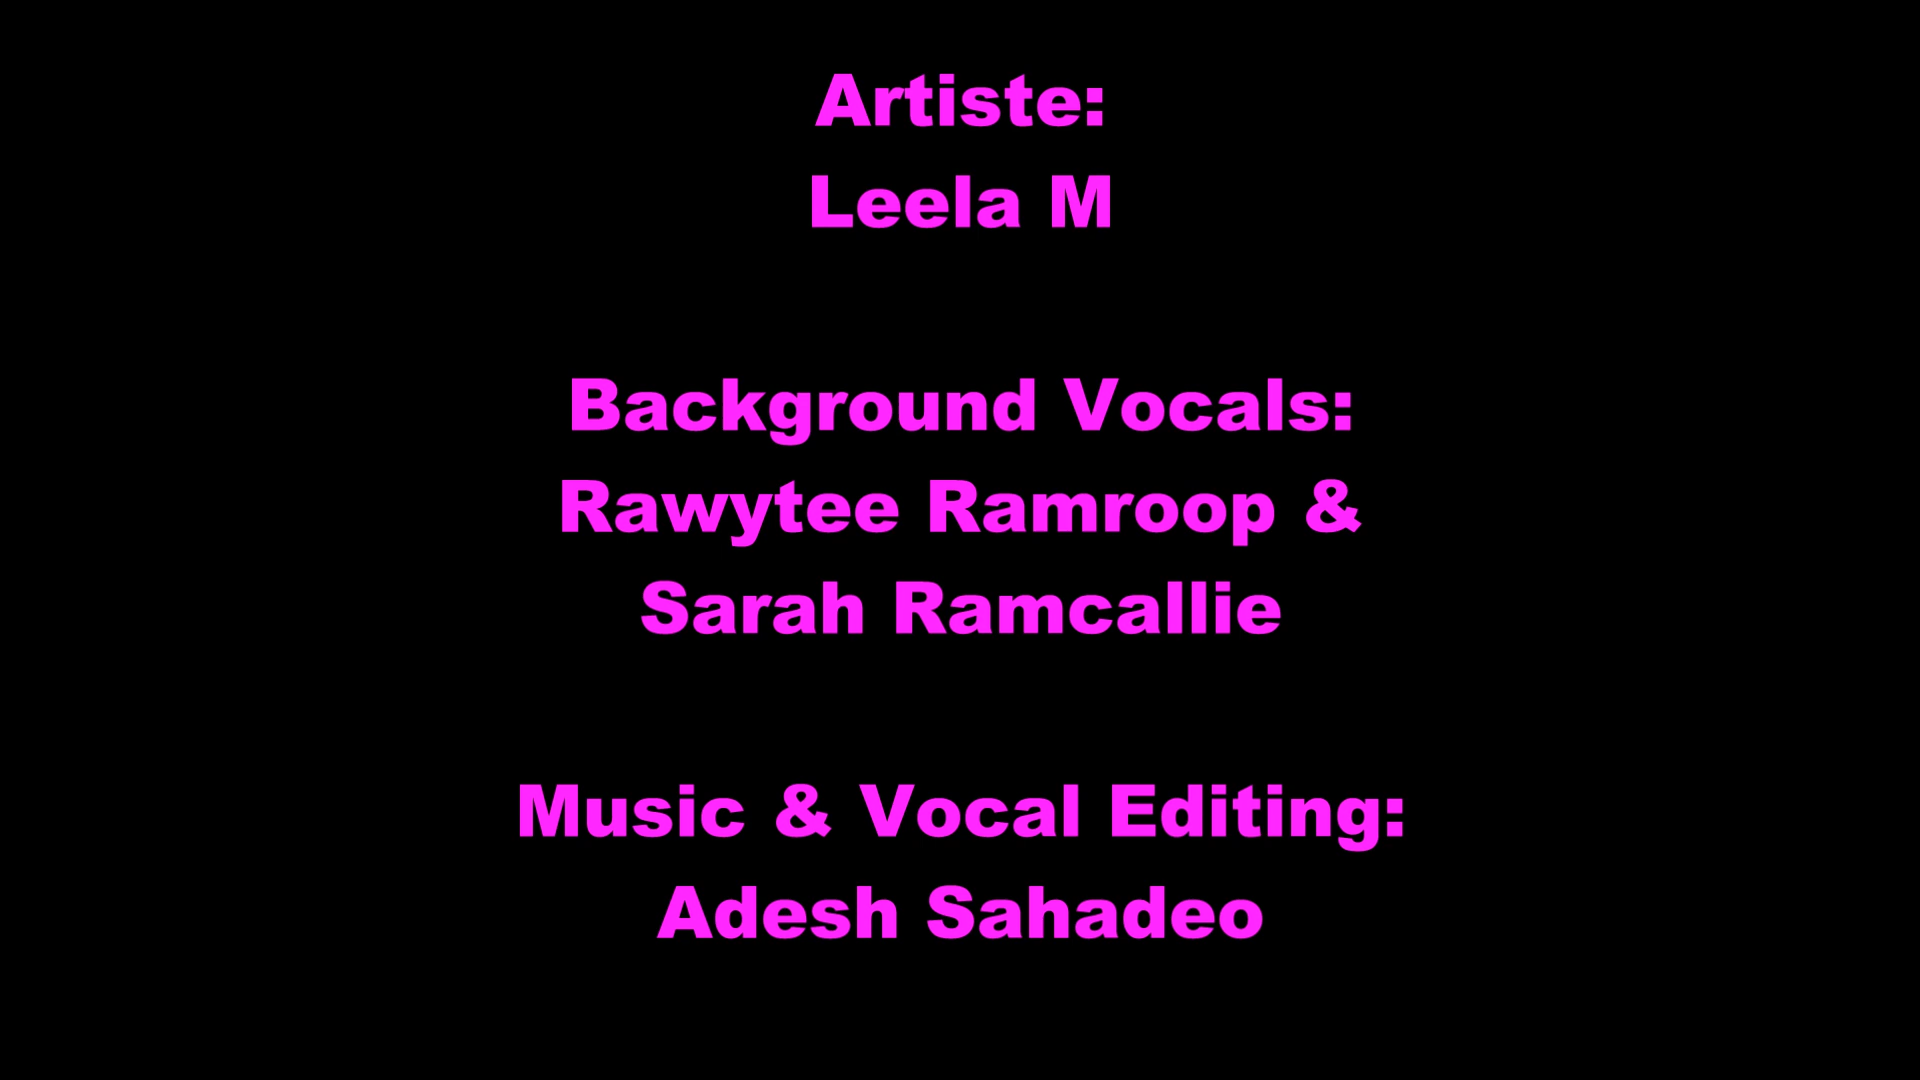 Artiste:
Leela M
Background Vocals:
Rawytee Ramroop &
Sarah Ramcallie
Music & Vocal Editing:
Adesh Sahadeo